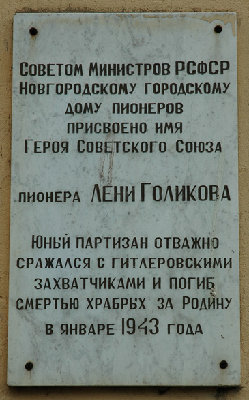 Советом Министров РСФСР
Новгородскому городскому
дому пионеров
присвоено имя
Героя Советского Союза
пионера Лени Голикова
Юный партизан отважно
сражался с гитлеровскими
захватчиками и погиб
смертью храбрых за Родину
в январе 1943 года